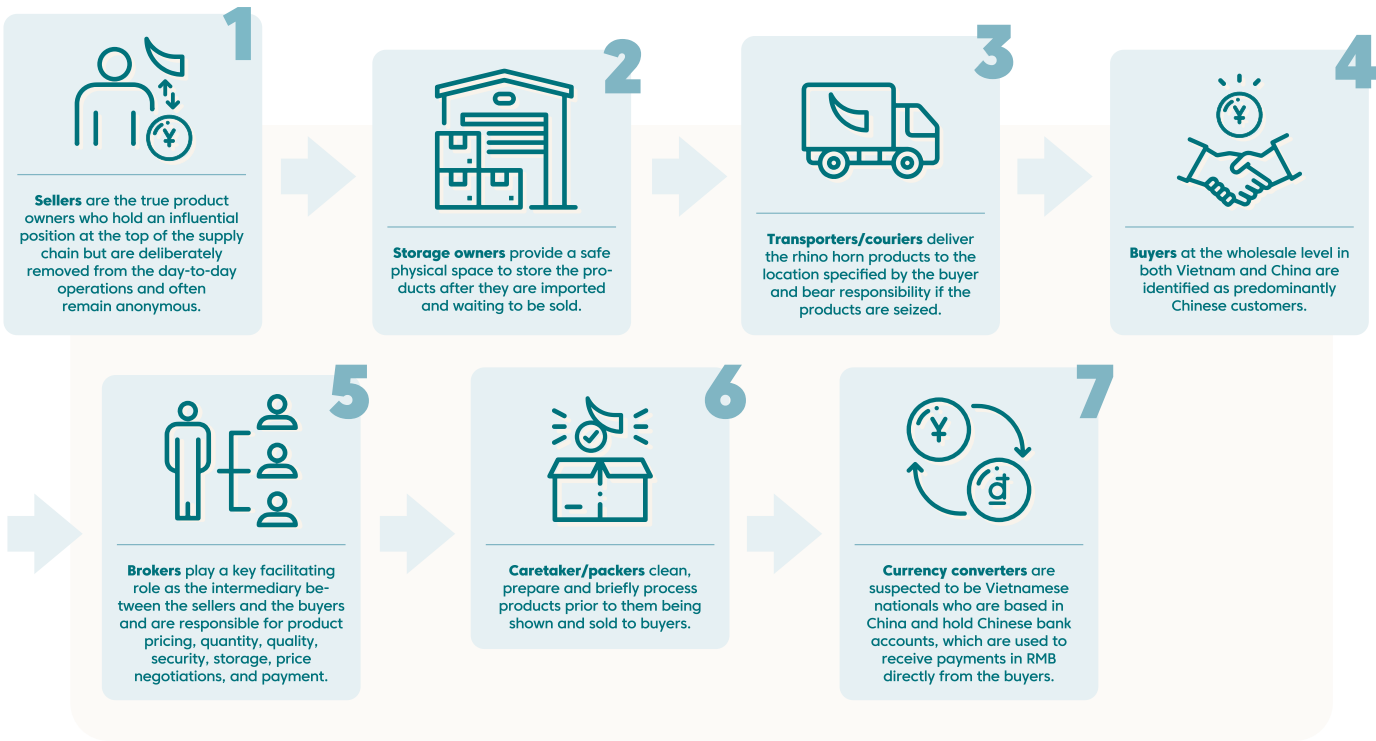 1
Sellers are the true product
owners who hold an influential
position at the top of the supply
chain but are deliberately
removed from the day-to-day
operations and often
remain anonymous.
2
Storage owners provide a safe
physical space to store the pro-
ducts after they are imported
and waiting to be sold.
3
Transporters/couriers deliver
the rhino horn products to the
location specified by the buyer
and bear responsibility if the
products are seized.
4
Buyers at the wholesale level in
both Vietnam and China are
identified as predominantly
Chinese customers.
5
Brokers play a key facilitating
role as the intermediary be-
tween the sellers and the buyers
and are responsible for product
pricing, quantity, quality,
security, storage, price
negotiations, and payment.
6
Caretaker/packers clean,
prepare and briefly process
products prior to them being
shown and sold to buyers.
7
¥
₫
Currency converters are
suspected to be Vietnamese
nationals who are based in
China and hold Chinese bank
accounts, which are used to
receive payments in RMB
directly from the buyers.